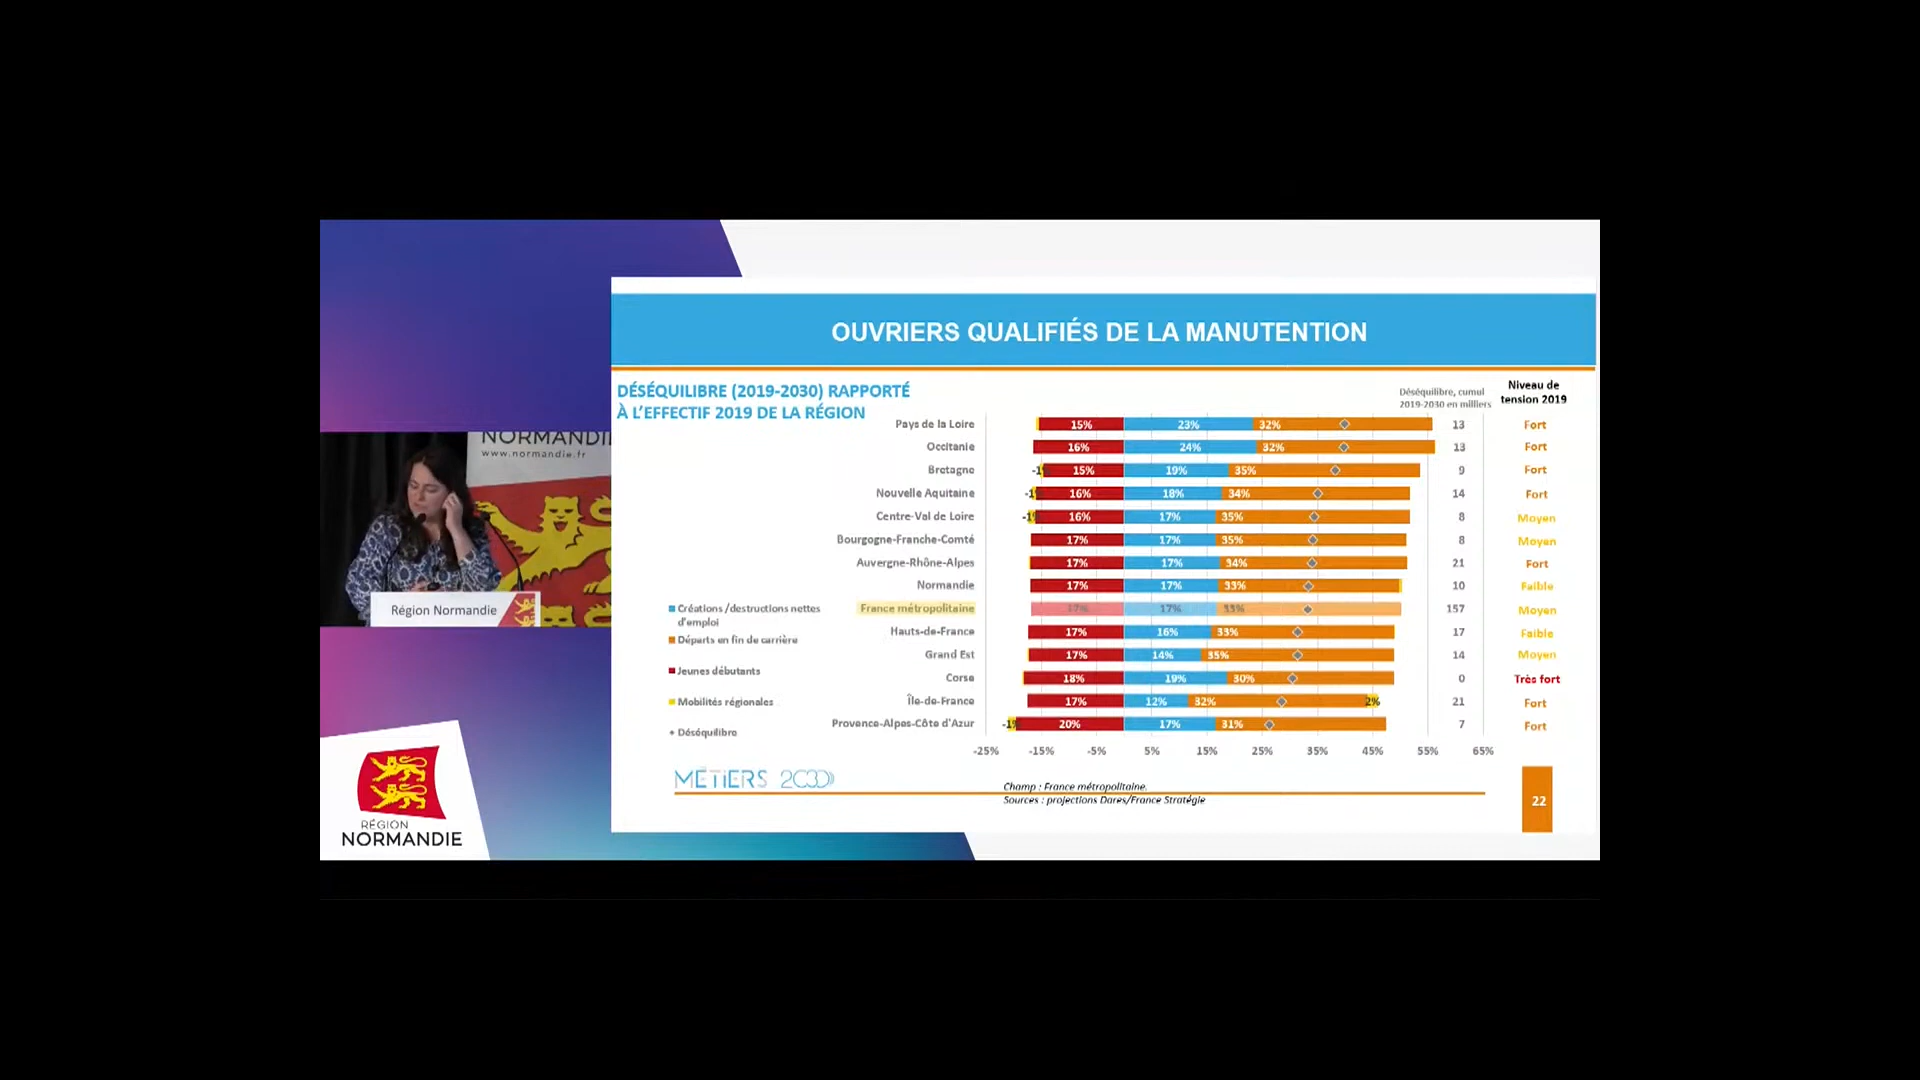 OUVRIERS QUALIFIÉS DE LA MANUTENTION
DÉSÉQUILIBRE (2019-2030) RAPPORTÉ
À L'EFFECTIF 2019 DE LA RÉGION
Déséquilibre, cumul
2019-2030 en milliers
Niveau de
tension 2019
Pays de la Loire 15% 23% 32% 13 Fort
Occitanie 16% 24% 32% 13 Fort
Bretagne 15% 19% 35% 9 Fort
Nouvelle Aquitaine 16% 18% 34% 14 Fort
Centre-Val de Loire 16% 17% 35% 8 Moyen
Bourgogne-Franche-Comté 17% 17% 35% 8 Moyen
Auvergne-Rhône-Alpes 17% 17% 34% 21 Fort
Normandie 17% 17% 33% 10 Faible
France métropolitaine 17% 17% 33% 157 Moyen
Hauts-de-France 17% 16% 33% 17 Faible
Grand Est 17% 14% 35% 14 Moyen
Corse 18% 19% 30% 0 Très fort
Île-de-France 17% 12% 32% 2% 21 Fort
Provence-Alpes-Côte d'Azur 20% 17% 31% 7 Fort
-25% -15% -5% 5% 15% 25% 35% 45% 55% 65%
Créations /destructions nettes
d'emploi
Départs en fin de carrière
Jeunes débutants
Mobilités régionales
Déséquilibre
MÉTIERS 2030
Champ : France métropolitaine.
Sources : projections Dares/France Stratégie
22
NORMANDIE
www.normandie.fr
Région Normandie
RÉGION
NORMANDIE